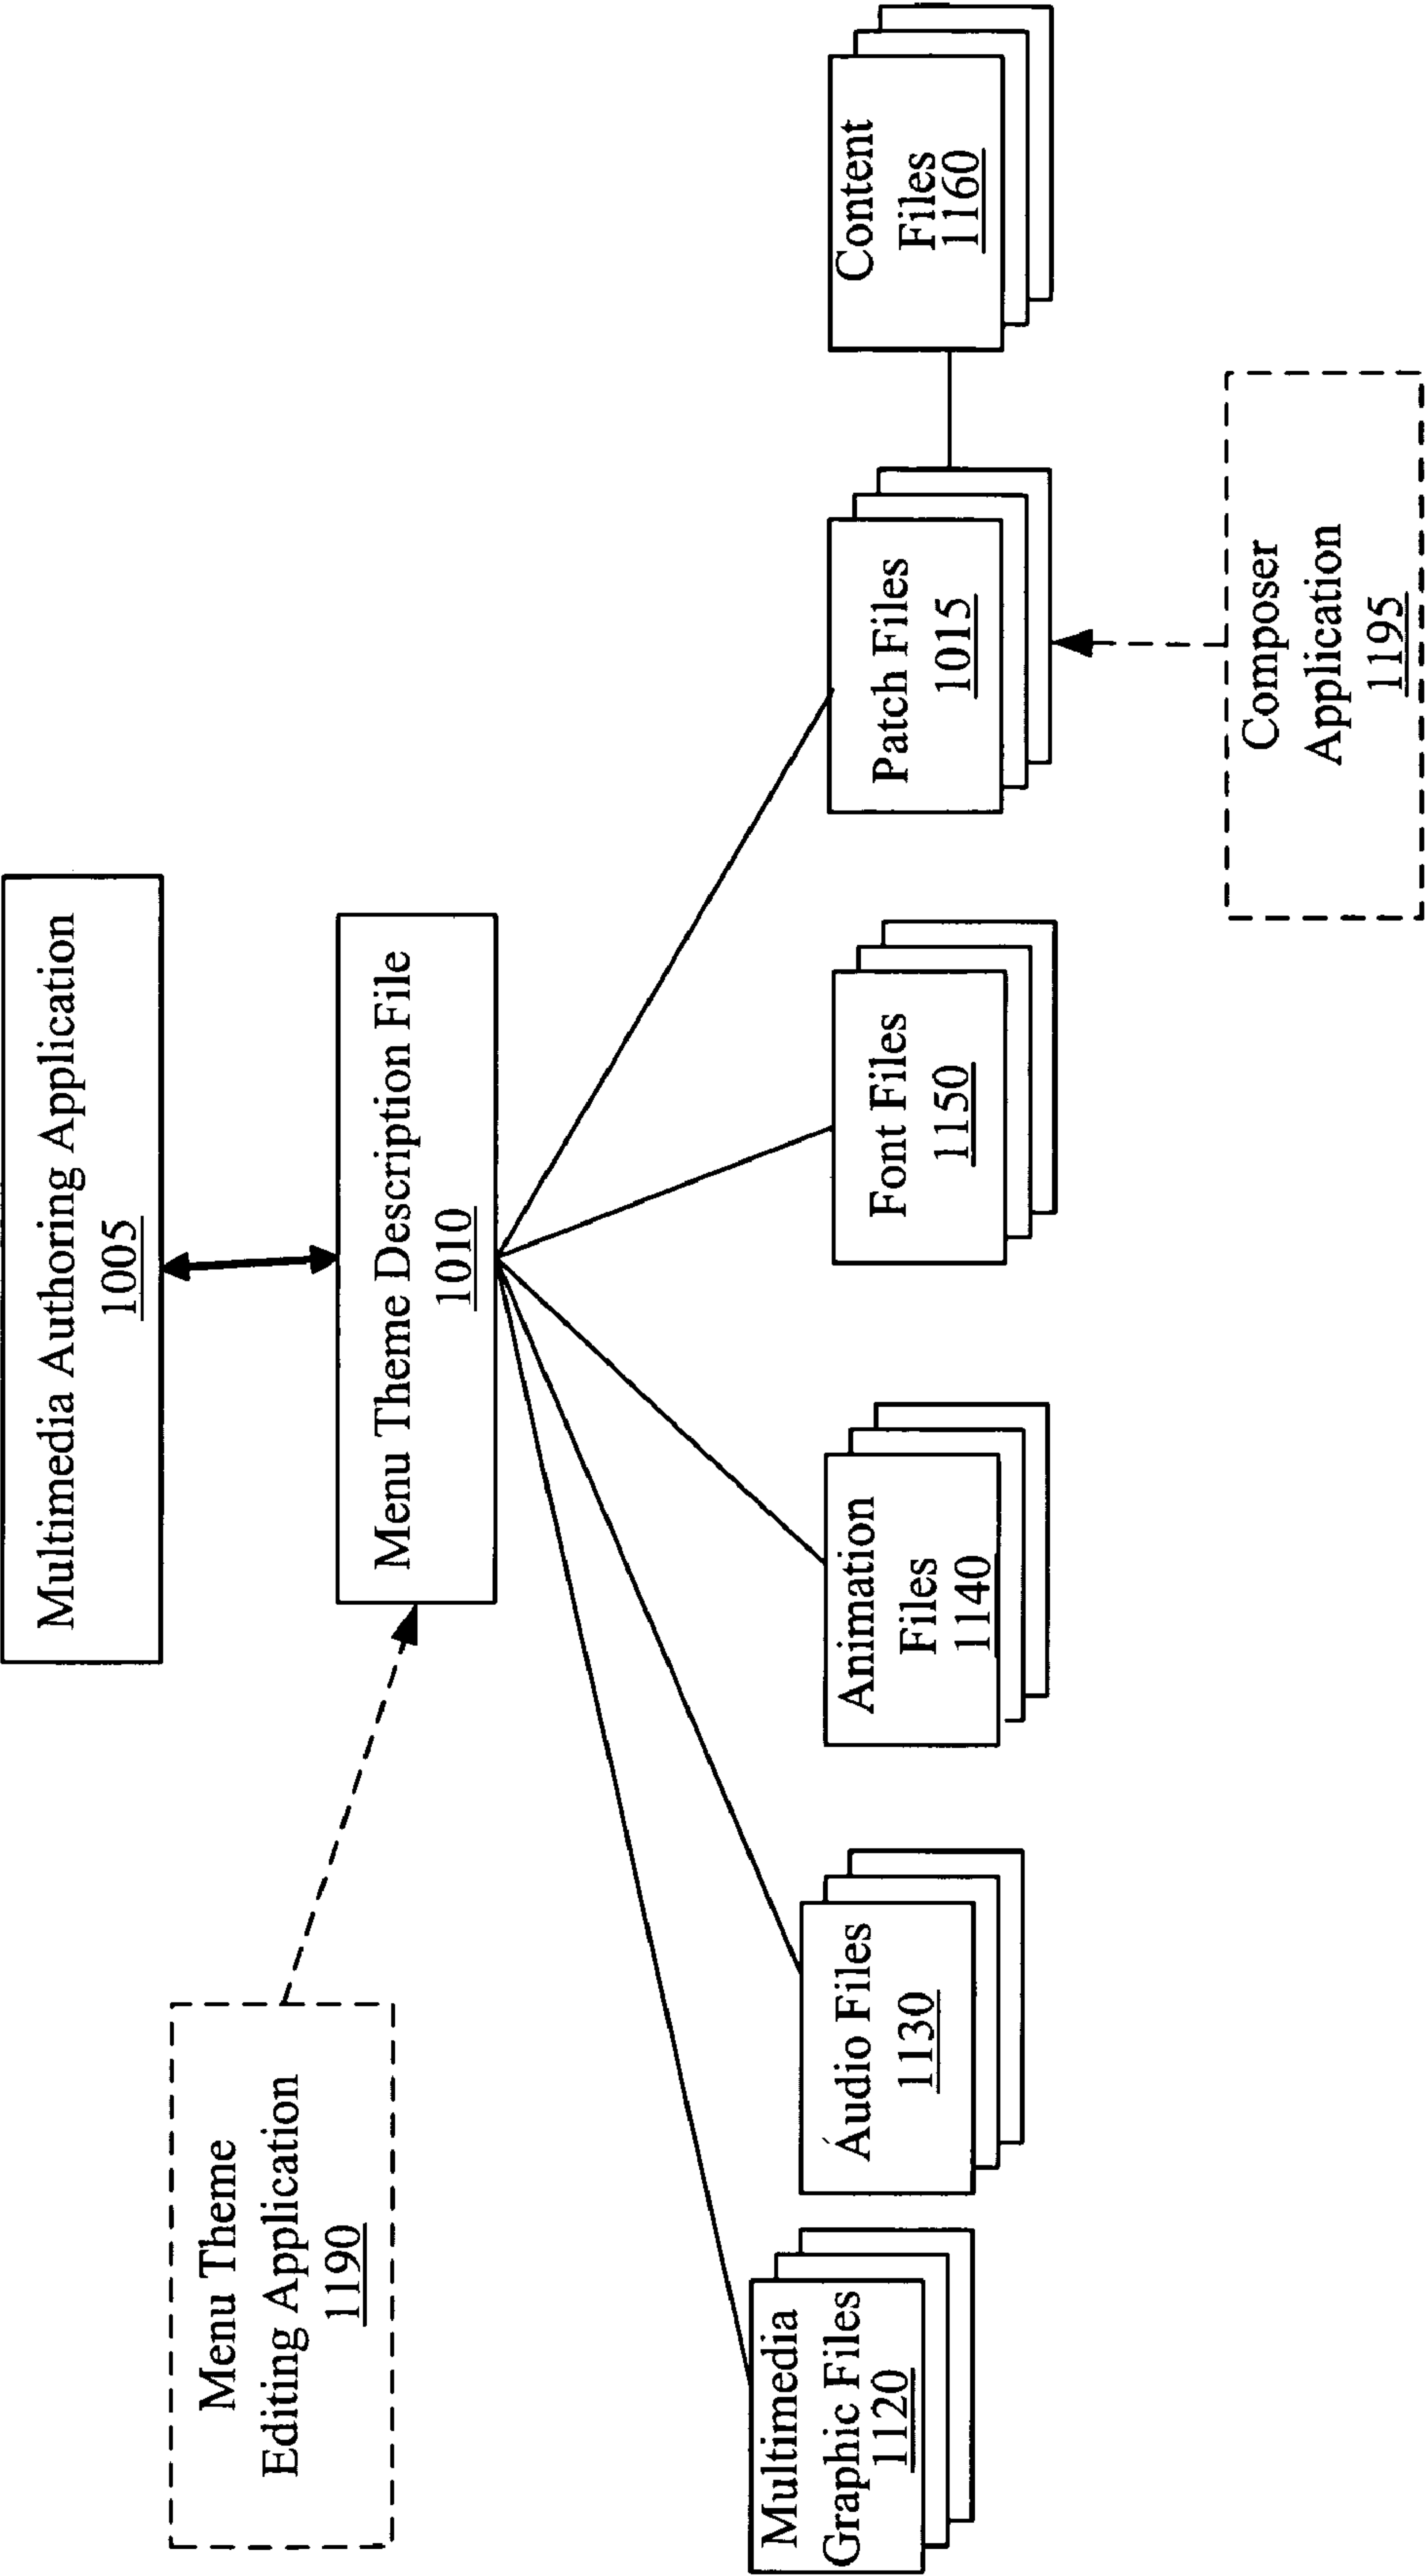 Multimedia Authoring Application
1005
Menu Theme
Editing Application
1190
Menu Theme Description File
1010
Multimedia
Graphic Files
1120
Audio Files
1130
Animation
Files
1140
Font Files
1150
Patch Files
1015
Content
Files
1160
Composer
Application
1195